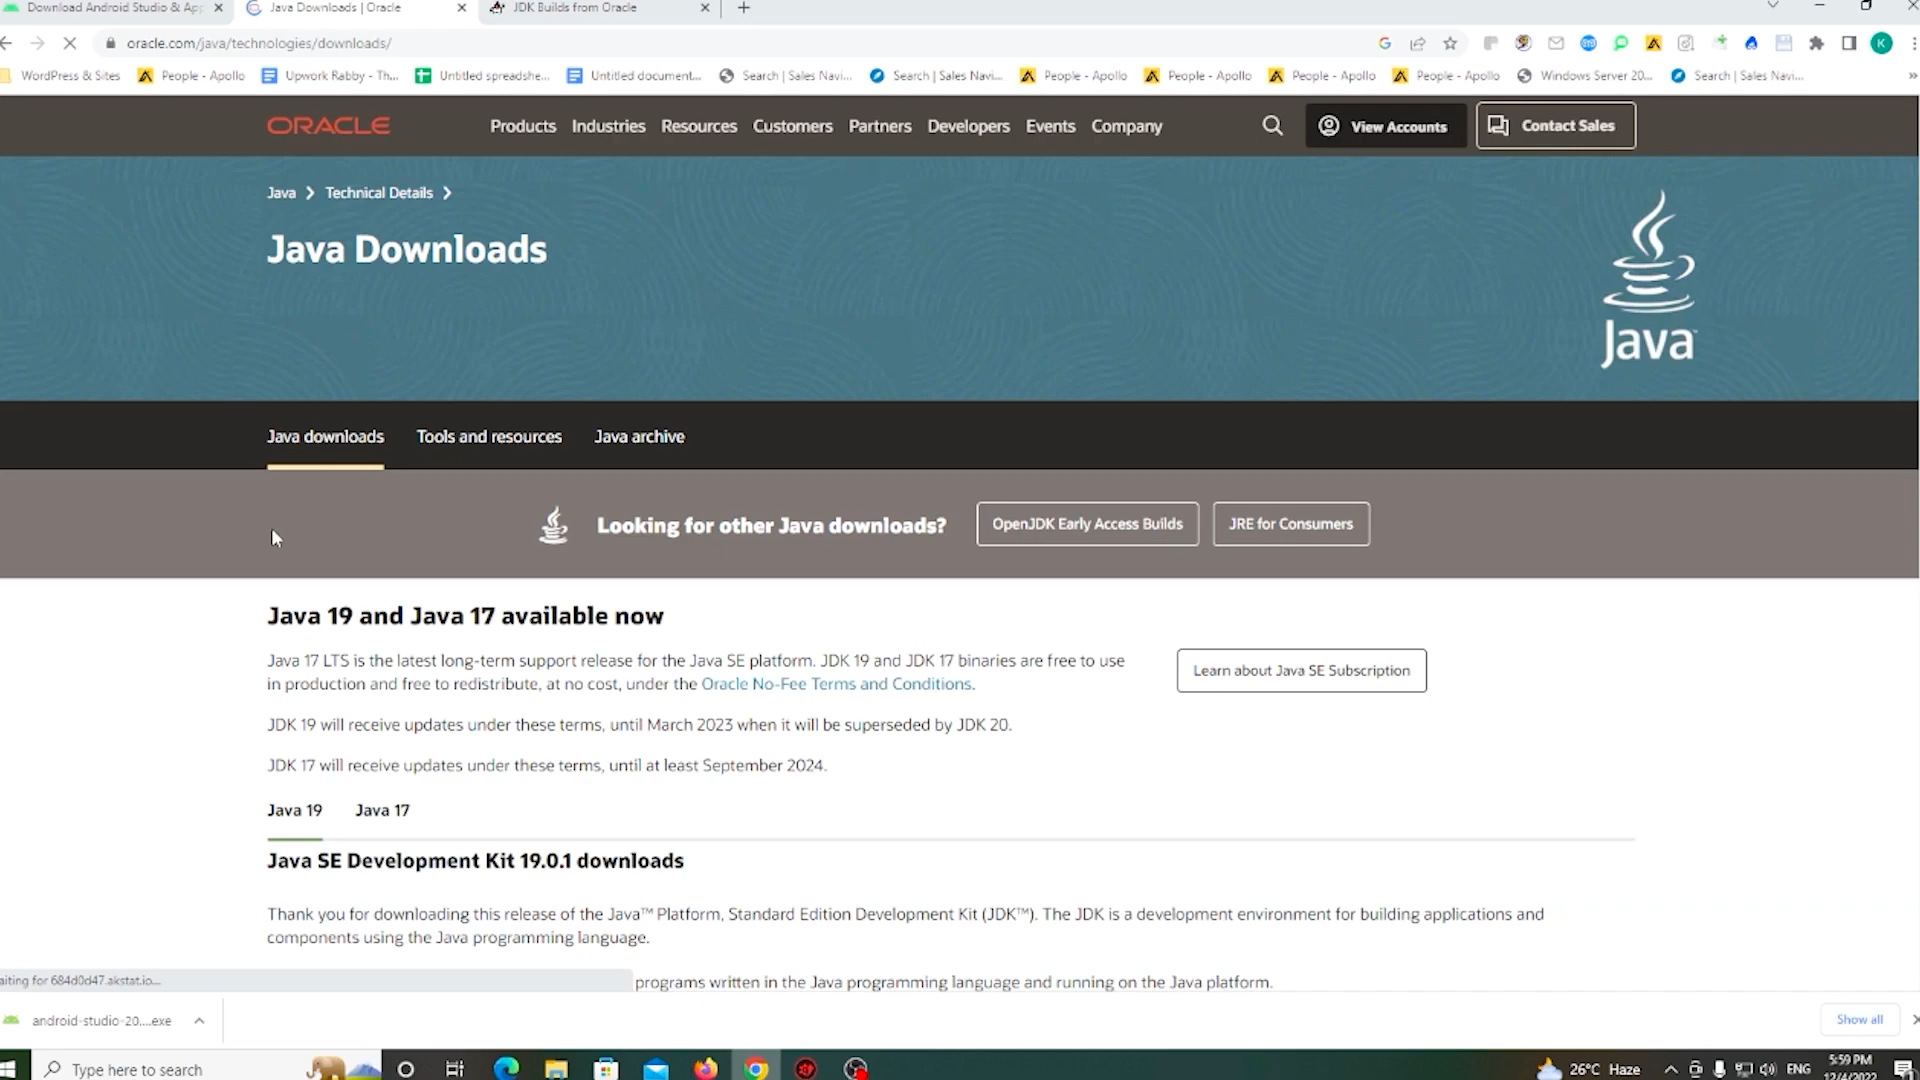 Download Android Studio & Ap
Java Downloads | Oracle
JDK Builds from Oracle
oracle.com/java/technologies/downloads/
K
WordPress & Sites
People - Apollo
Upwork Rabby - Th...
Untitled spreadshe...
Untitled document...
Search | Sales Navi...
Search | Sales Navi...
People - Apollo
People - Apollo
People - Apollo
People - Apollo
Windows Server 20...
Search | Sales Navi...
»
ORACLE
Products
Industries
Resources
Customers
Partners
Developers
Events
Company
View Accounts
Contact Sales
Java
Technical Details
Java Downloads
Java™
Java downloads
Tools and resources
Java archive
Looking for other Java downloads?
OpenJDK Early Access Builds
JRE for Consumers
Java 19 and Java 17 available now
Java 17 LTS is the latest long-term support release for the Java SE platform. JDK 19 and JDK 17 binaries are free to use
in production and free to redistribute, at no cost, under the Oracle No-Fee Terms and Conditions.
Learn about Java SE Subscription
JDK 19 will receive updates under these terms, until March 2023 when it will be superseded by JDK 20.
JDK 17 will receive updates under these terms, until at least September 2024.
Java 19
Java 17
Java SE Development Kit 19.0.1 downloads
Thank you for downloading this release of the Java™ Platform, Standard Edition Development Kit (JDK™). The JDK is a development environment for building applications and
components using the Java programming language.
aiting for 684d0d47.akstat.io...
programs written in the Java programming language and running on the Java platform.
android-studio-20....exe
Show all
Type here to search
26°C Haze
ENG
5:59 PM
12/4/2022